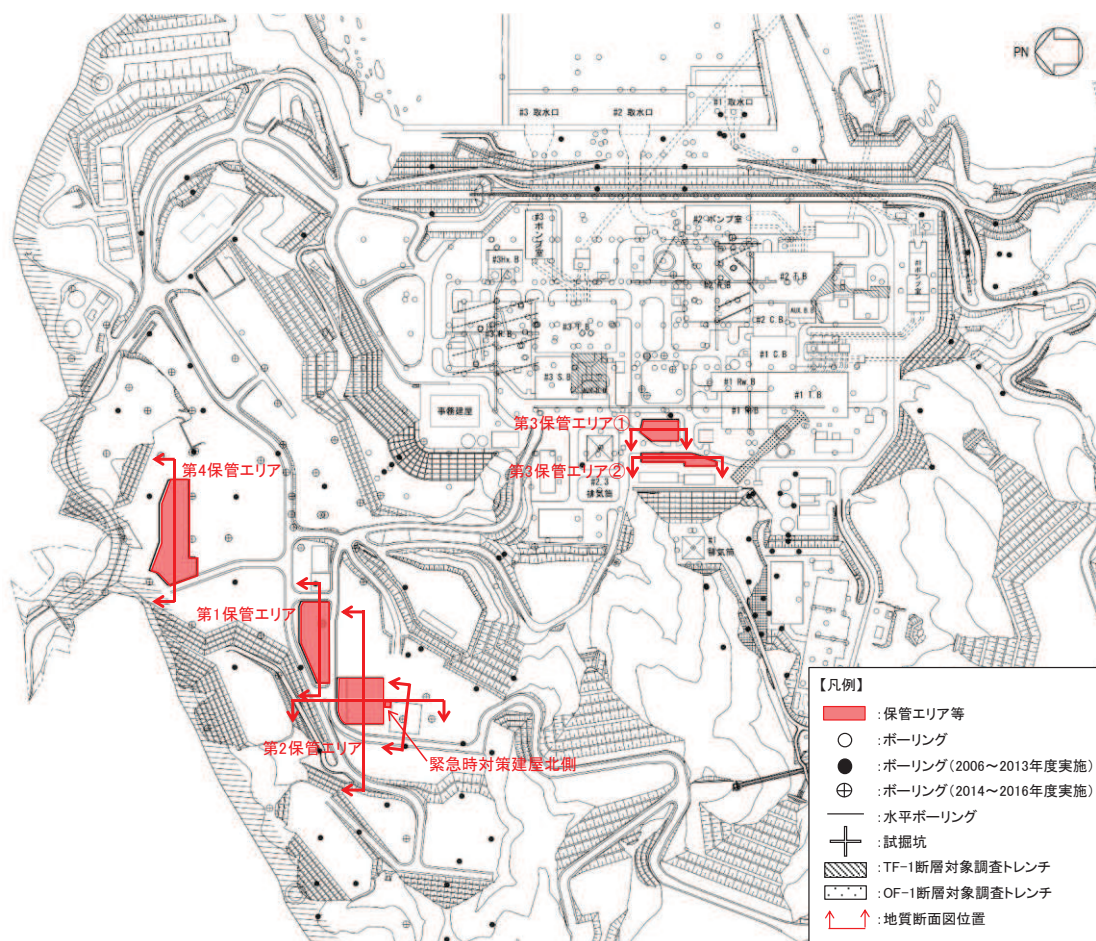 PN
#3 取水口
#2 取水口
#1 取水口
#3 ポンプ室
#2 ポンプ室
#3Hx.B
#2 T.B
#2 C.B
#1 C.B
#3 S.B
#1 Rw.B
#1 T.B
#1 R/B
事務建屋
第3保管エリア①
第3保管エリア②
#2,3
排気筒
#1
排気筒
第4保管エリア
第1保管エリア
第2保管エリア
緊急時対策建屋北側
【凡例】
:保管エリア等
:ボーリング
:ボーリング(2006～2013年度実施)
:ボーリング(2014～2016年度実施)
:水平ボーリング
:試掘坑
:TF-1断層対象調査トレンチ
:OF-1断層対象調査トレンチ
:地質断面図位置